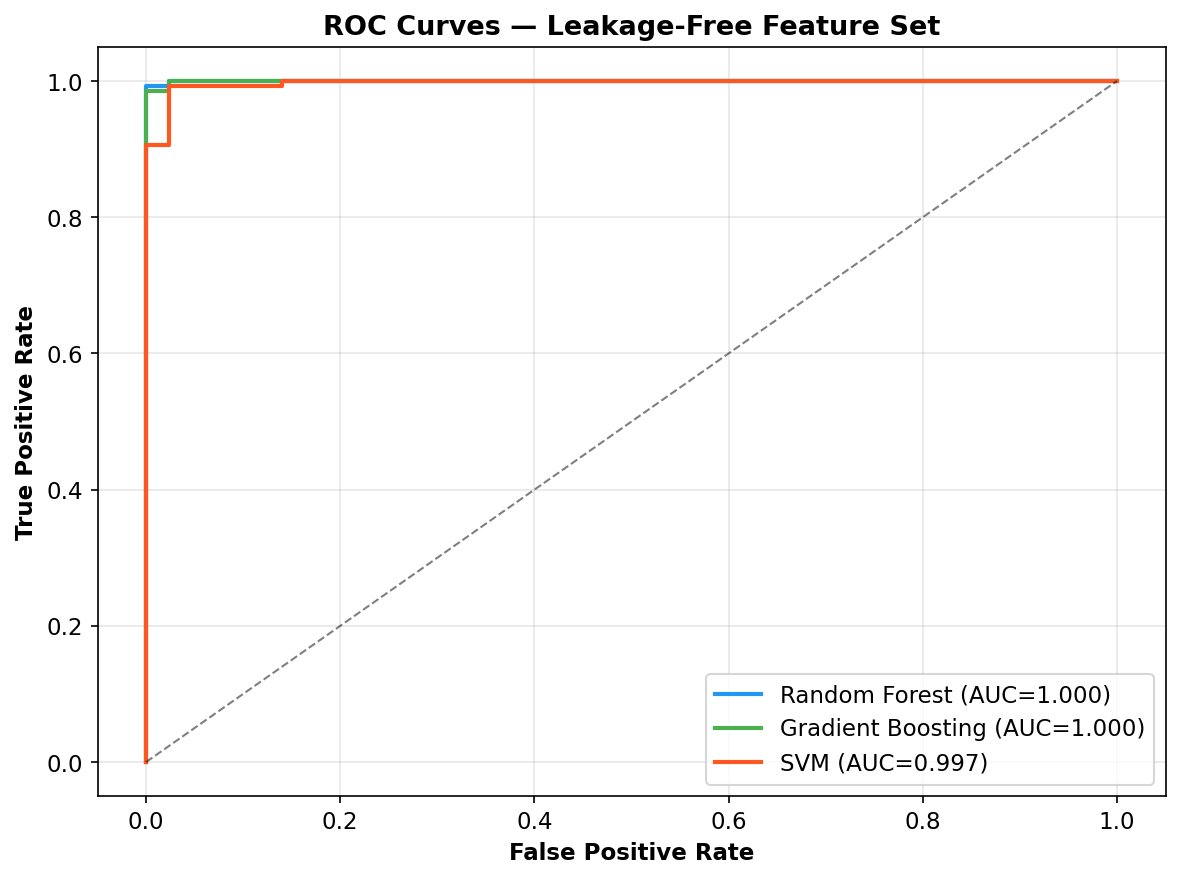 ROC Curves — Leakage-Free Feature Set
True Positive Rate
1.0
0.8
0.6
0.4
0.2
0.0
Random Forest (AUC=1.000)
Gradient Boosting (AUC=1.000)
SVM (AUC=0.997)
0.0 0.2 0.4 0.6 0.8 1.0
False Positive Rate